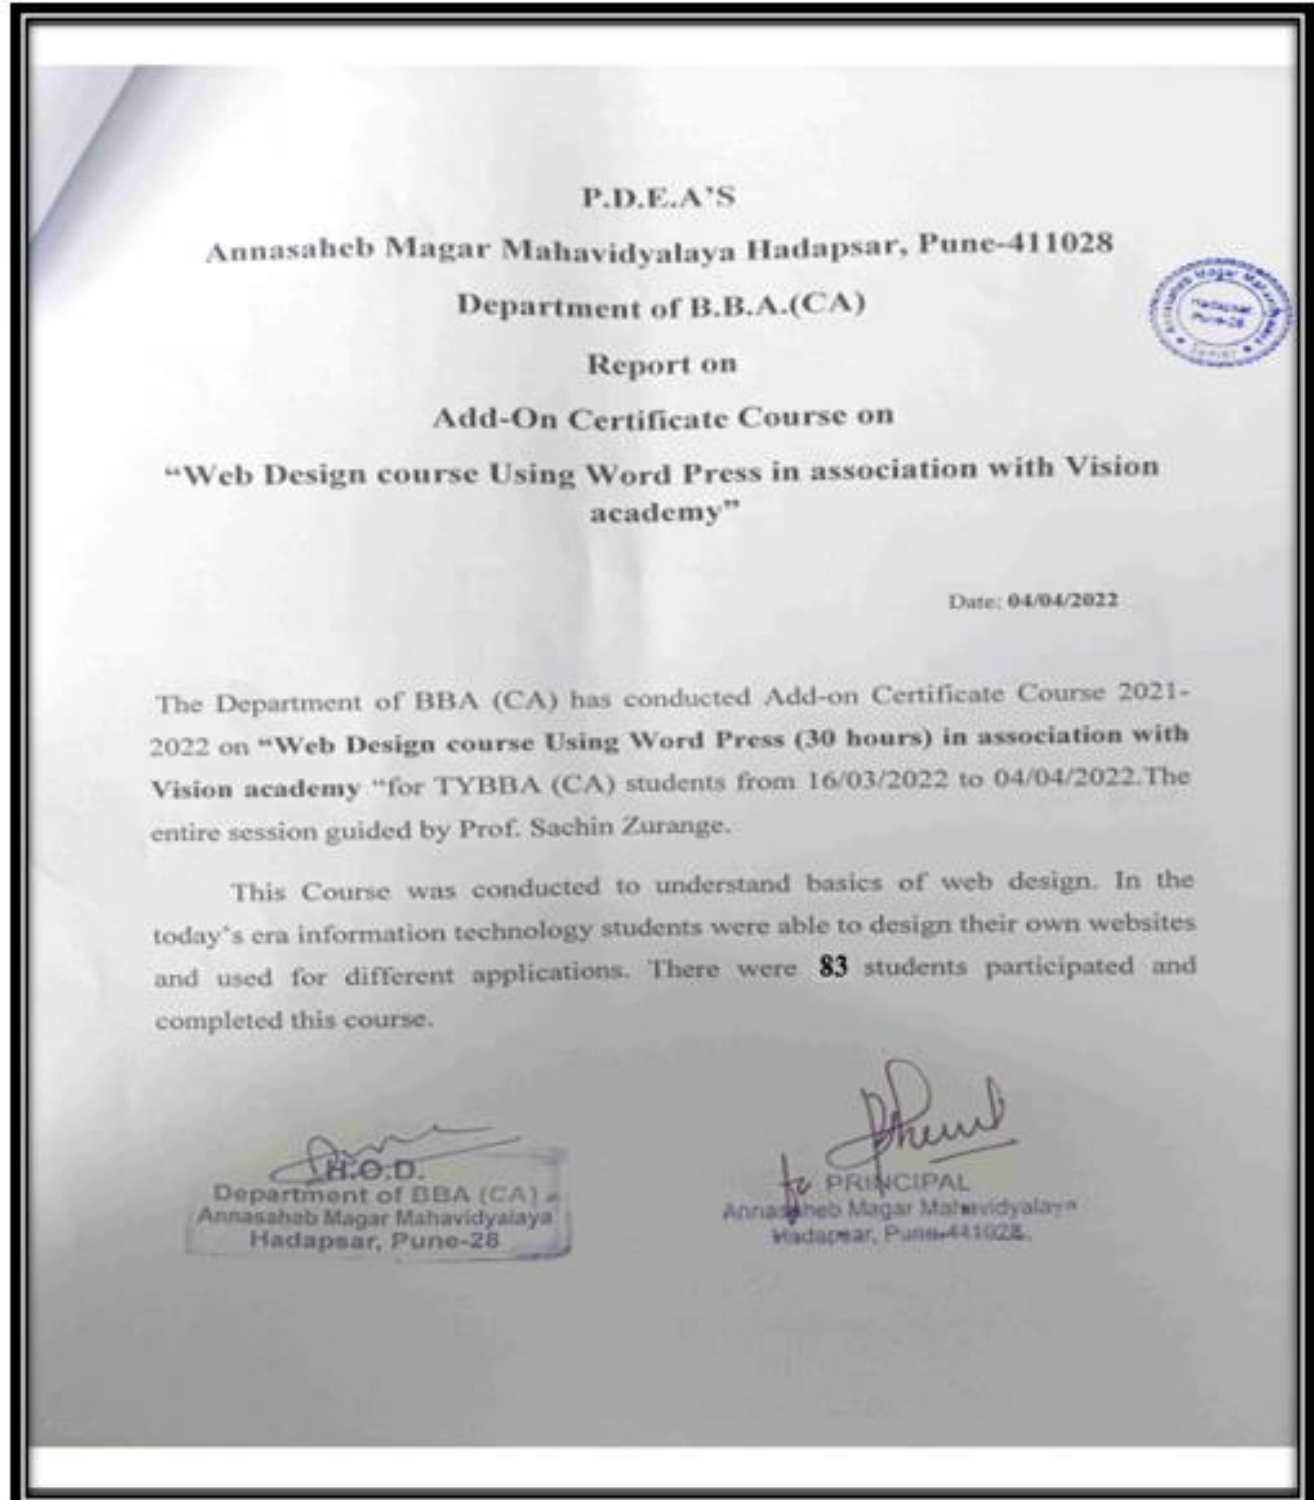 P.D.E.A'S
Annasaheb Magar Mahavidyalaya Hadapsar, Pune-411028
Department of B.B.A.(CA)
Annasaheb Magar
Hadapsar
Pune-28
Report on
Add-On Certificate Course on
“Web Design course Using Word Press in association with Vision
academy”
Date: 04/04/2022
The Department of BBA (CA) has conducted Add-on Certificate Course 2021-
2022 on “Web Design course Using Word Press (30 hours) in association with
Vision academy “for TYBBA (CA) students from 16/03/2022 to 04/04/2022.The
entire session guided by Prof. Sachin Zurange.
This Course was conducted to understand basics of web design. In the
today's era information technology students were able to design their own websites
and used for different applications. There were 83 students participated and
completed this course.
H.O.D.
Department of BBA (CA)
Annasaheb Magar Mahavidyalaya
Hadapsar, Pune-28
PRINCIPAL
Annasaheb Magar Mahavidyalaya
Hadapsar, Pune-411028.